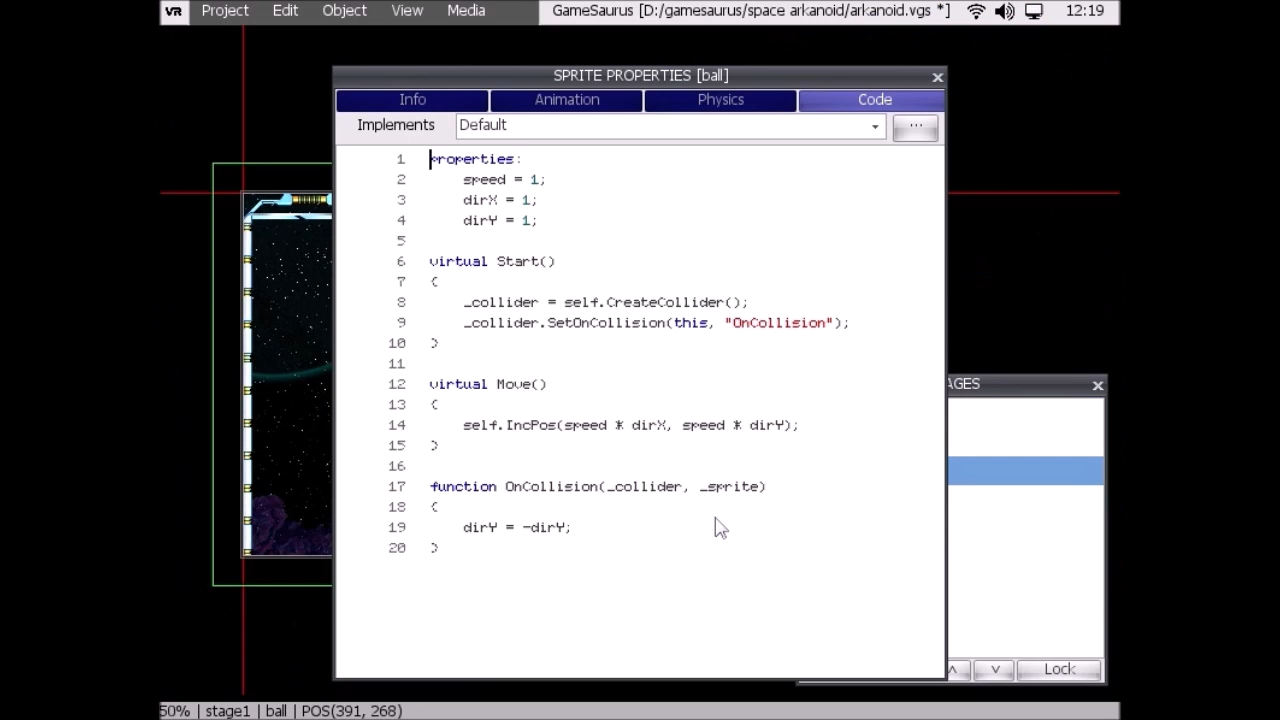 VR Project Edit Object View Media GameSaurus [D:/gamesaurus/space arkanoid/arkanoid.vgs *] 12:19
SPRITE PROPERTIES [ball]
Info Animation Physics Code
Implements Default ...
1 properties:
2 speed = 1;
3 dirX = 1;
4 dirY = 1;
5
6 virtual Start()
7 {
8 _collider = self.CreateCollider();
9 _collider.SetOnCollision(this, "OnCollision");
10 }
11
12 virtual Move()
13 {
14 self.IncPos(speed * dirX, speed * dirY);
15 }
16
17 function OnCollision(_collider, _sprite)
18 {
19 dirY = -dirY;
20 }
AGES
Lock
50% | stage1 | ball | POS(391, 268)